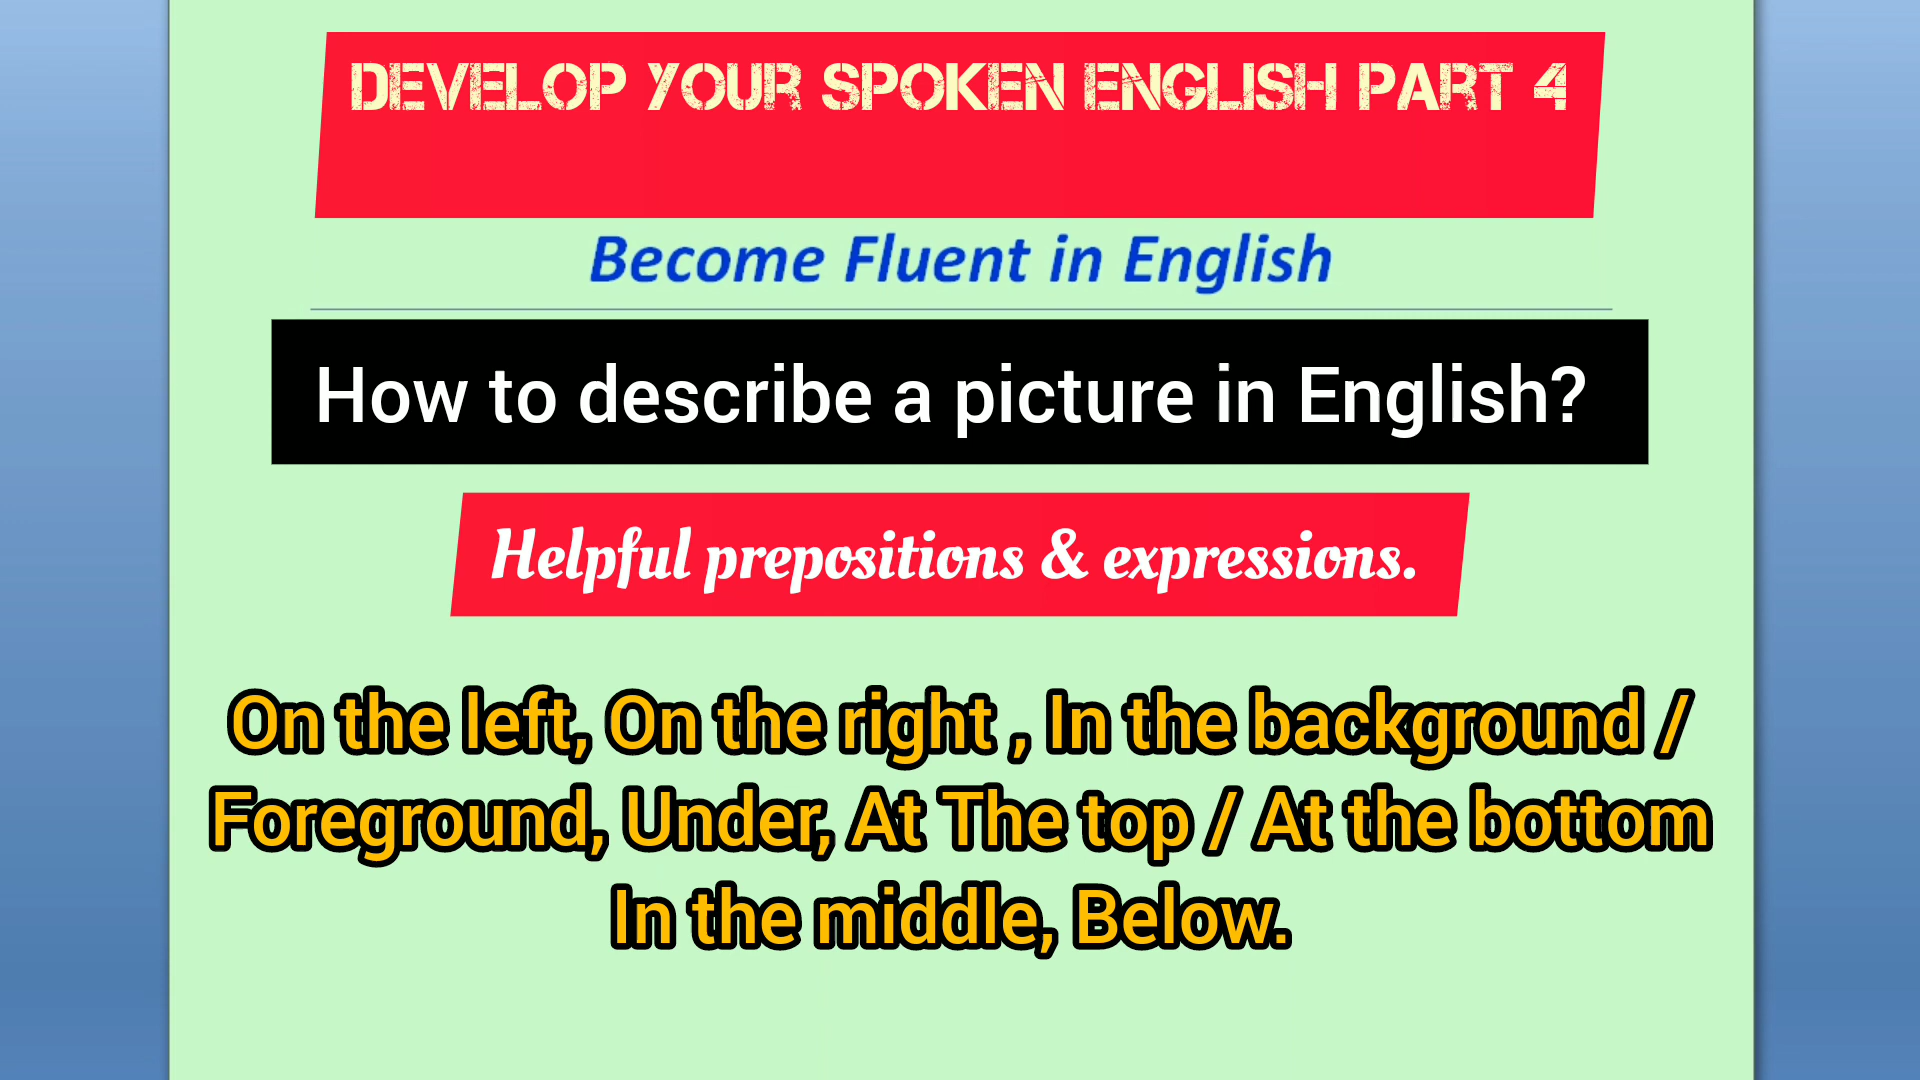 DEVELOP YOUR SPOKEN ENGLISH PART 4
Become Fluent in English
How to describe a picture in English?
Helpful prepositions & expressions.
On the left, On the right , In the background /
Foreground, Under, At The top / At the bottom
In the middle, Below.